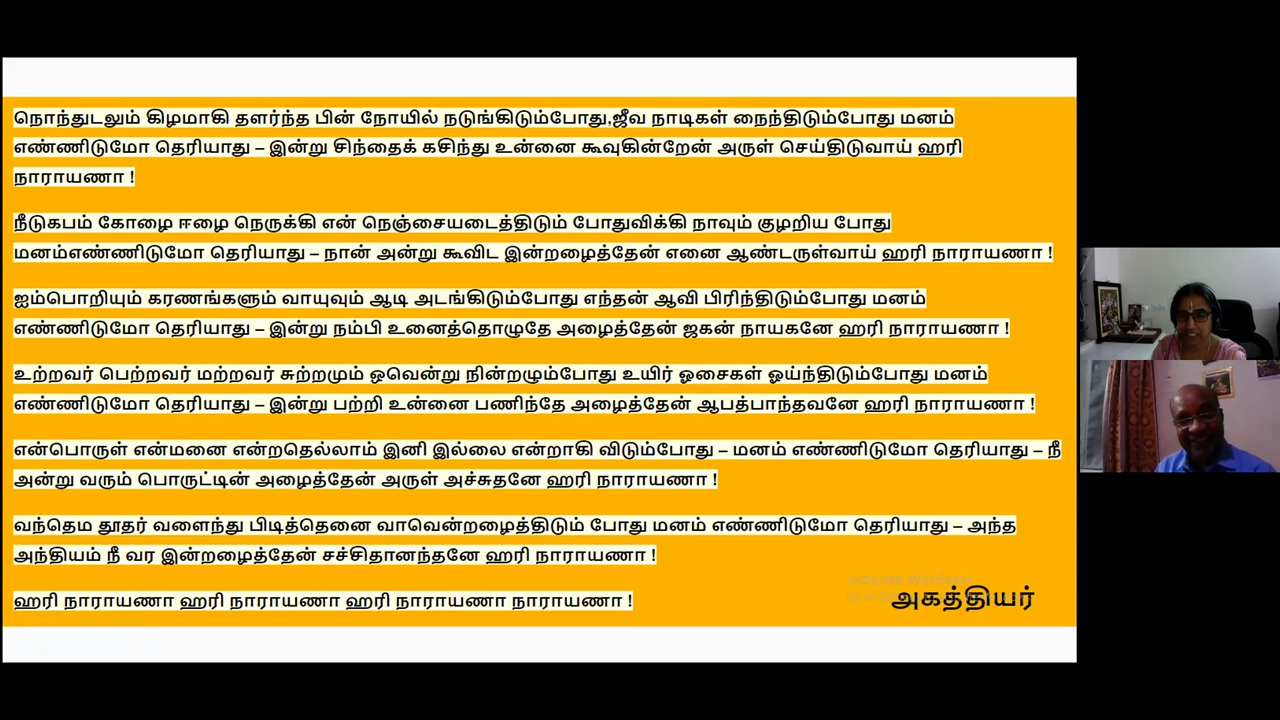 நொந்துடலும் கிழமாகி தளர்ந்த பின் நோயில் நடுங்கிடும்போது,ஜீவ நாடிகள் நைந்திடும்போது மனம்
எண்ணிடுமோ தெரியாது – இன்று சிந்தைக் கசிந்து உன்னை கூவுகின்றேன் அருள் செய்திடுவாய் ஹரி
நாராயணா !
நீடுகபம் கோழை ஈழை நெருக்கி என் நெஞ்சையடைத்திடும் போதுவிக்கி நாவும் குழறிய போது
மனம்எண்ணிடுமோ தெரியாது – நான் அன்று கூவிட இன்றழைத்தேன் எனை ஆண்டருள்வாய் ஹரி நாராயணா !
ஐம்பொறியும் கரணங்களும் வாயுவும் ஆடி அடங்கிடும்போது எந்தன் ஆவி பிரிந்திடும்போது மனம்
எண்ணிடுமோ தெரியாது – இன்று நம்பி உனைத்தொழுதே அழைத்தேன் ஜகன் நாயகனே ஹரி நாராயணா !
உற்றவர் பெற்றவர் மற்றவர் சுற்றமும் ஒவென்று நின்றழும்போது உயிர் ஓசைகள் ஓய்ந்திடும்போது மனம்
எண்ணிடுமோ தெரியாது – இன்று பற்றி உன்னை பணிந்தே அழைத்தேன் ஆபத்பாந்தவனே ஹரி நாராயணா !
என்பொருள் என்மனை என்றதெல்லாம் இனி இல்லை என்றாகி விடும்போது – மனம் எண்ணிடுமோ தெரியாது – நீ
அன்று வரும் பொருட்டின் அழைத்தேன் அருள் அச்சுதனே ஹரி நாராயணா !
வந்தெம தூதர் வளைந்து பிடித்தெனை வாவென்றழைத்திடும் போது மனம் எண்ணிடுமோ தெரியாது – அந்த
அந்தியம் நீ வர இன்றழைத்தேன் சச்சிதானந்தனே ஹரி நாராயணா !
ஹரி நாராயணா ஹரி நாராயணா ஹரி நாராயணா நாராயணா !
அகத்தியர்
Activate Windows